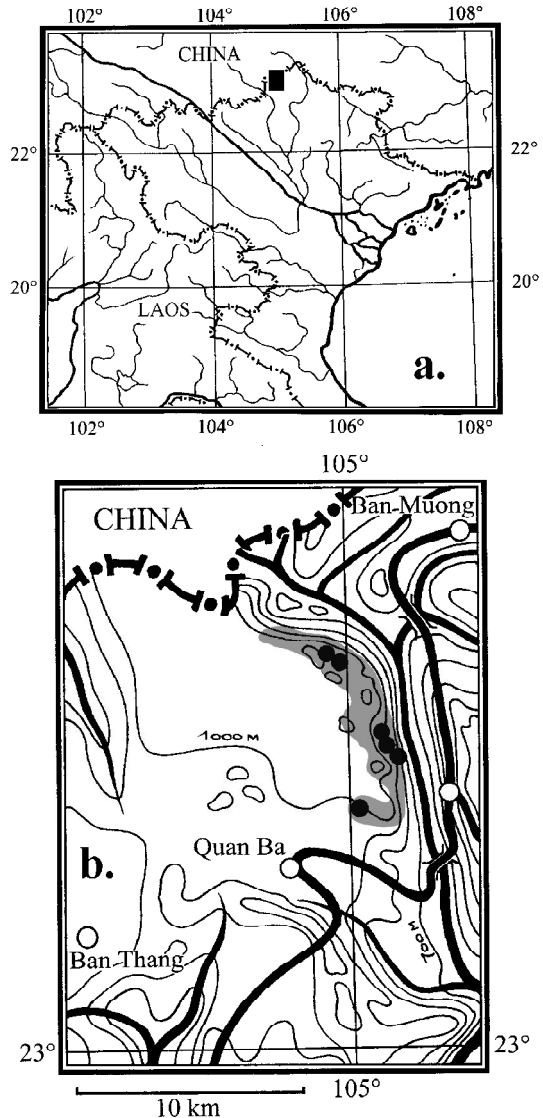 102° 104° 106° 108°
CHINA
22° 22°
20° 20°
LAOS
a.
102° 104° 106° 108°
105°
Ban Muong
CHINA
1000 M
Quan Ba
b.
700 M
Ban Thang
23° 23°
105°
10 km